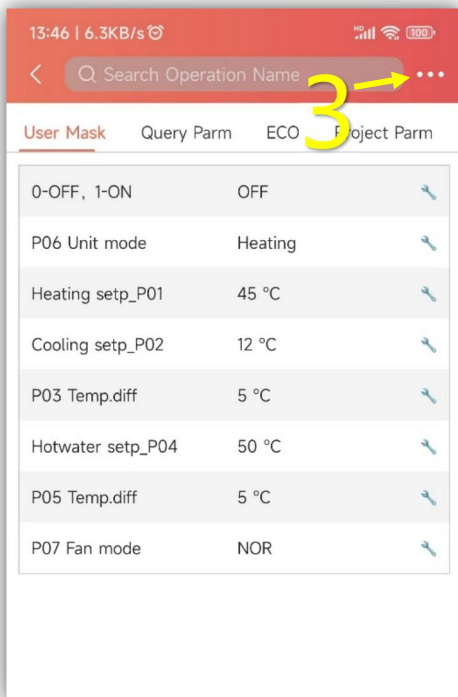 13:46 | 6.3KB/s HD 100
Search Operation Name
3
User Mask Query Parm ECO Project Parm
0-OFF, 1-ON OFF
P06 Unit mode Heating
Heating setp_P01 45 °C
Cooling setp_P02 12 °C
P03 Temp.diff 5 °C
Hotwater setp_P04 50 °C
P05 Temp.diff 5 °C
P07 Fan mode NOR